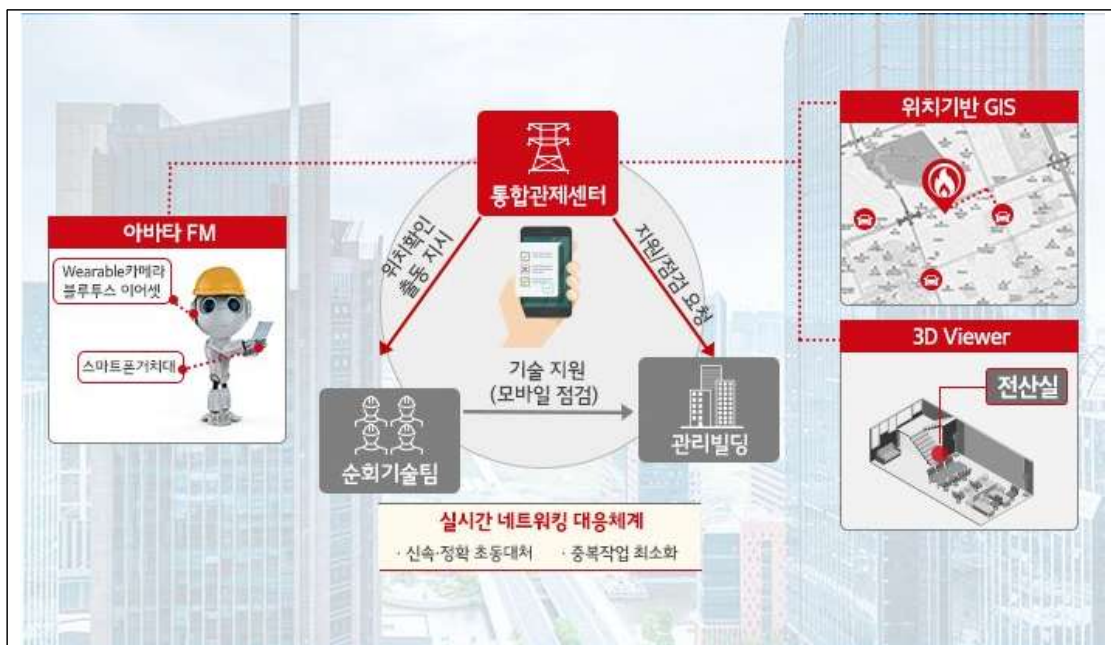 통합관제센터
위치기반 GIS
아바타 FM
Wearable카메라
블루투스 이어셋
스마트폰거치대
위치확인
출동 지시
지원/점검 요청
기술 지원
(모바일 점검)
순회기술팀
관리빌딩
3D Viewer
전산실
실시간 네트워킹 대응체계
· 신속·정확 초동대처
· 중복작업 최소화